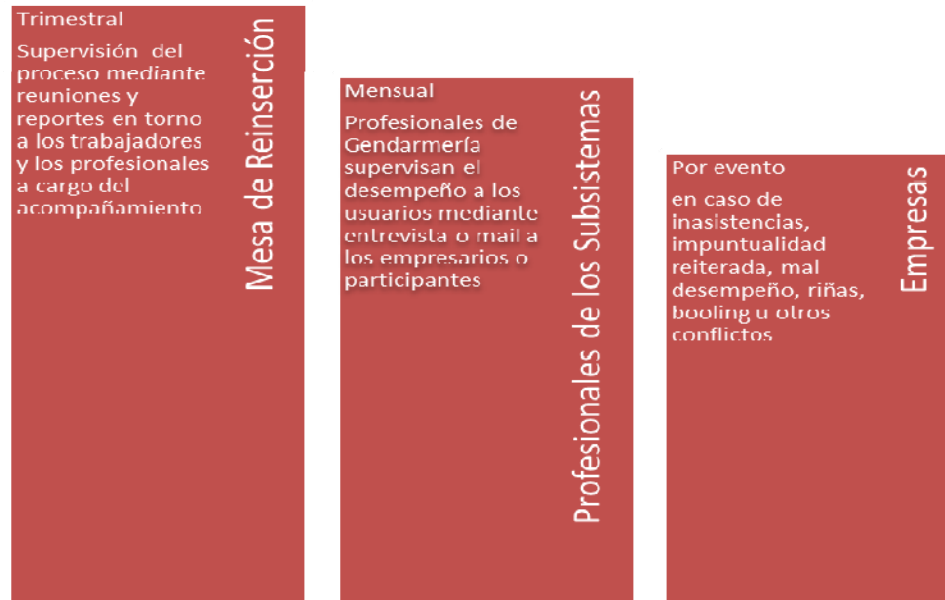 Trimestral
Supervisión del
proceso mediante
reuniones y
reportes en torno
a los trabajadores
y los profesionales
a cargo del
acompañamiento
Mesa de Reinserción
Mensual
Profesionales de
Gendarmería
supervisan el
desempeño a los
usuarios mediante
entrevista o mail a
los empresarios o
participantes
Profesionales de los Subsistemas
Por evento
en caso de
inasistencias,
impuntualidad
reiterada, mal
desempeño, riñas,
booling u otros
conflictos
Empresas